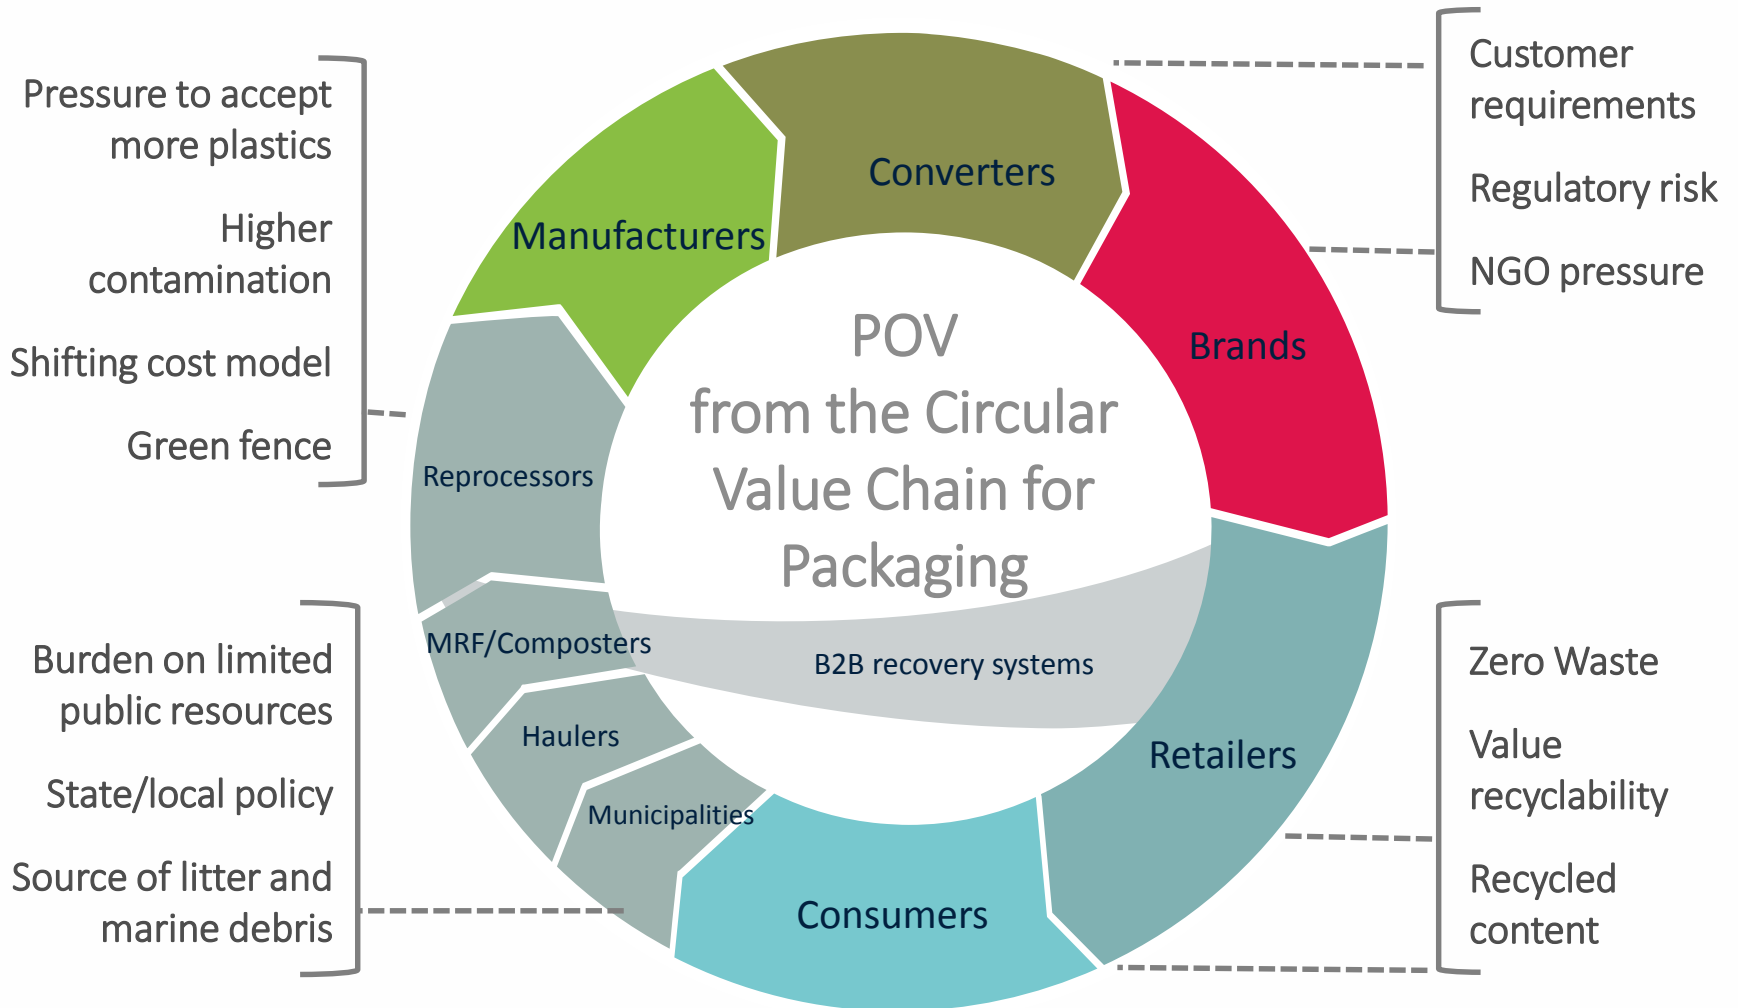 Pressure to accept
more plastics
Higher
contamination
Shifting cost model
Green fence
Customer
requirements
Regulatory risk
NGO pressure
Converters
Manufacturers
Brands
POV
from the Circular
Value Chain for
Packaging
Reprocessors
MRF/Composters
B2B recovery systems
Haulers
Retailers
Municipalities
Consumers
Burden on limited
public resources
State/local policy
Source of litter and
marine debris
Zero Waste
Value
recyclability
Recycled
content